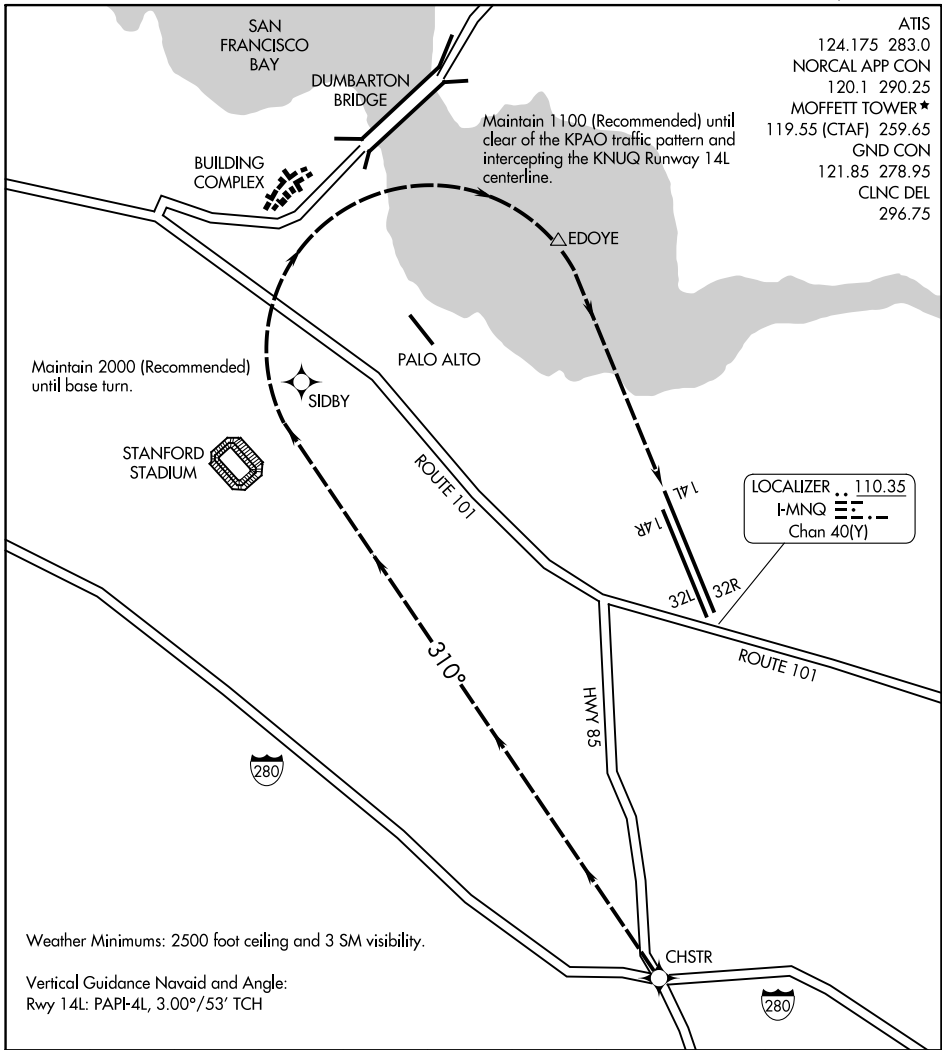 SAN
FRANCISCO
BAY
DUMBARTON
BRIDGE
ATIS
124.175 283.0
NORCAL APP CON
120.1 290.25
MOFFETT TOWER★
119.55 (CTAF) 259.65
GND CON
121.85 278.95
CLNC DEL
296.75
Maintain 1100 (Recommended) until
clear of the KPAO traffic pattern and
intercepting the KNUQ Runway 14L
centerline.
BUILDING
COMPLEX
EDOYE
PALO ALTO
Maintain 2000 (Recommended)
until base turn.
SIDBY
STANFORD
STADIUM
ROUTE 101
14L
14R
LOCALIZER . . 110.35
I-MNQ
Chan 40(Y)
32L
32R
ROUTE 101
310°
HWY 85
280
Weather Minimums: 2500 foot ceiling and 3 SM visibility.
CHSTR
Vertical Guidance Navaid and Angle:
Rwy 14L: PAPI-4L, 3.00°/53' TCH
280